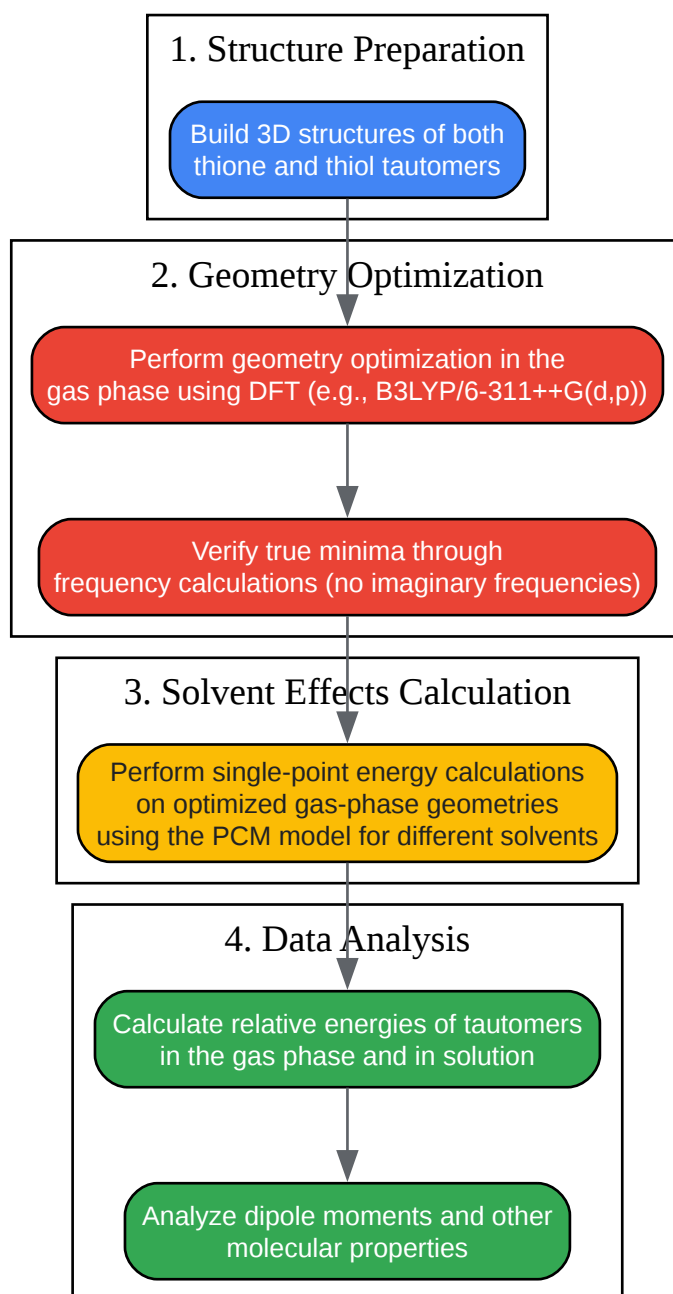 1. Structure Preparation
Build 3D structures of both
thione and thiol tautomers
2. Geometry Optimization
Perform geometry optimization in the
gas phase using DFT (e.g., B3LYP/6-311++G(d,p))
Verify true minima through
frequency calculations (no imaginary frequencies)
3. Solvent Effects Calculation
Perform single-point energy calculations
on optimized gas-phase geometries
using the PCM model for different solvents
4. Data Analysis
Calculate relative energies of tautomers
in the gas phase and in solution
Analyze dipole moments and other
molecular properties